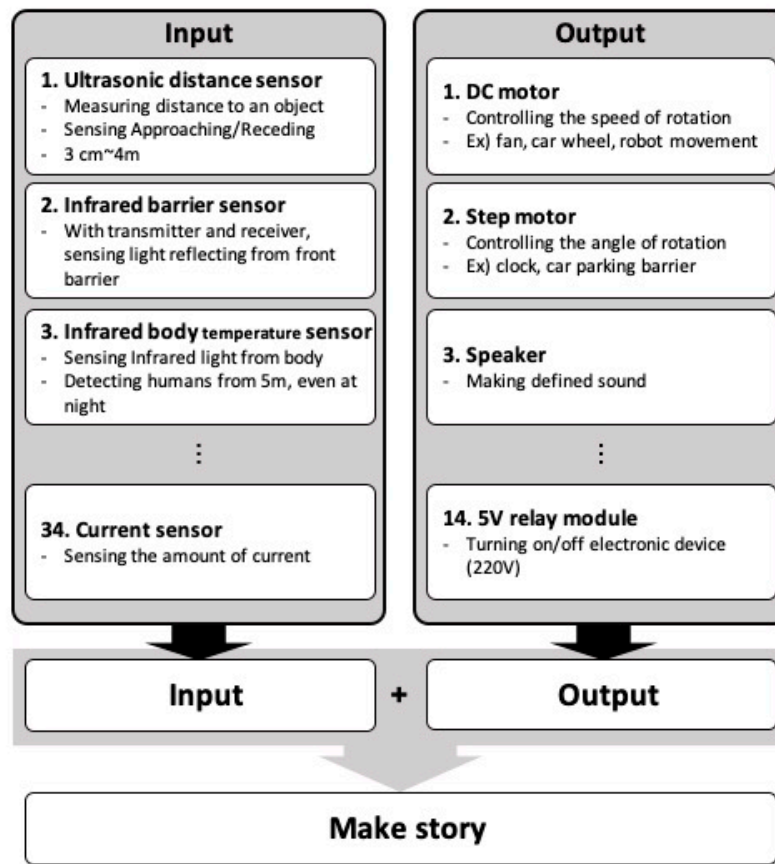 Input
1. Ultrasonic distance sensor
- Measuring distance to an object
- Sensing Approaching/Receding
- 3 cm~4m
2. Infrared barrier sensor
- With transmitter and receiver,
sensing light reflecting from front
barrier
3. Infrared body temperature sensor
- Sensing Infrared light from body
- Detecting humans from 5m, even at
night
⋮
34. Current sensor
- Sensing the amount of current
Output
1. DC motor
- Controlling the speed of rotation
- Ex) fan, car wheel, robot movement
2. Step motor
- Controlling the angle of rotation
- Ex) clock, car parking barrier
3. Speaker
- Making defined sound
⋮
14. 5V relay module
- Turning on/off electronic device
(220V)
Input + Output
Make story